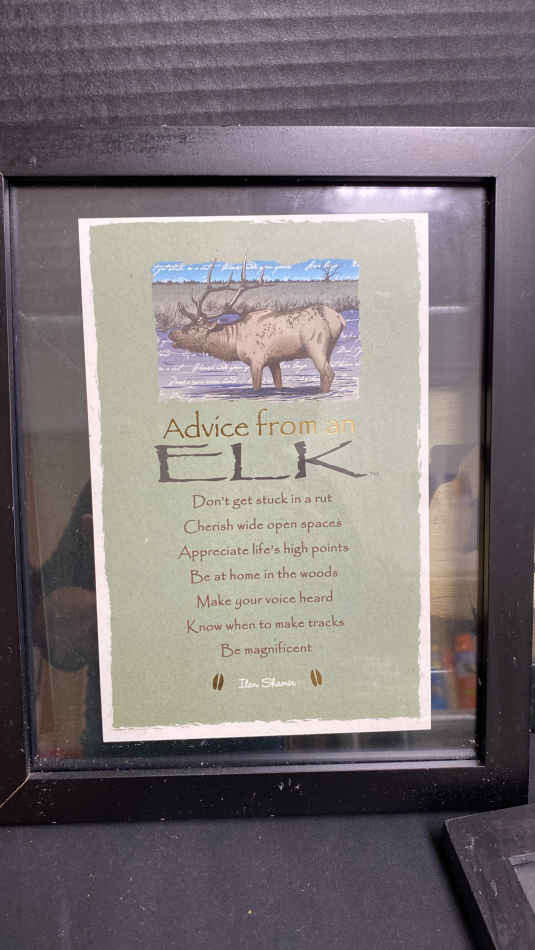 Advice from an
ELK™
Don't get stuck in a rut
Cherish wide open spaces
Appreciate life's high points
Be at home in the woods
Make your voice heard
Know when to make tracks
Be magnificent
Ilan Shamir